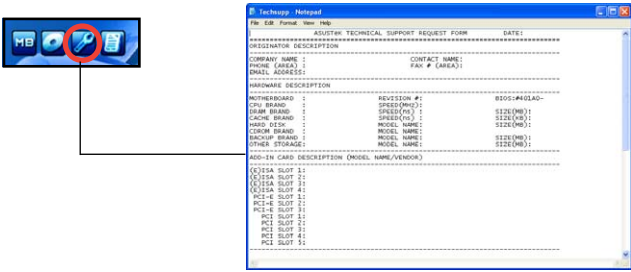 MB
Techsupp - Notepad
File Edit Format View Help
ASUSTeK TECHNICAL SUPPORT REQUEST FORM DATE:
ORIGINATOR DESCRIPTION
COMPANY NAME : CONTACT NAME:
PHONE (AREA) : FAX # (AREA):
EMAIL ADDRESS:
HARDWARE DESCRIPTION
MOTHERBOARD : REVISION #: BIOS:#401A0-
CPU BRAND : SPEED(MHz):
DRAM BRAND : SPEED(ns) : SIZE(MB):
CACHE BRAND : SPEED(ns) : SIZE(KB):
HARD DISK : MODEL NAME: SIZE(MB):
CDROM BRAND : MODEL NAME:
BACKUP BRAND : MODEL NAME: SIZE(MB):
OTHER STORAGE: MODEL NAME: SIZE(MB):
ADD-IN CARD DESCRIPTION (MODEL NAME/VENDOR)
(E)ISA SLOT 1:
(E)ISA SLOT 2:
(E)ISA SLOT 3:
(E)ISA SLOT 4:
PCI-E SLOT 1:
PCI-E SLOT 2:
PCI-E SLOT 3:
PCI SLOT 1:
PCI SLOT 2:
PCI SLOT 3:
PCI SLOT 4:
PCI SLOT 5: